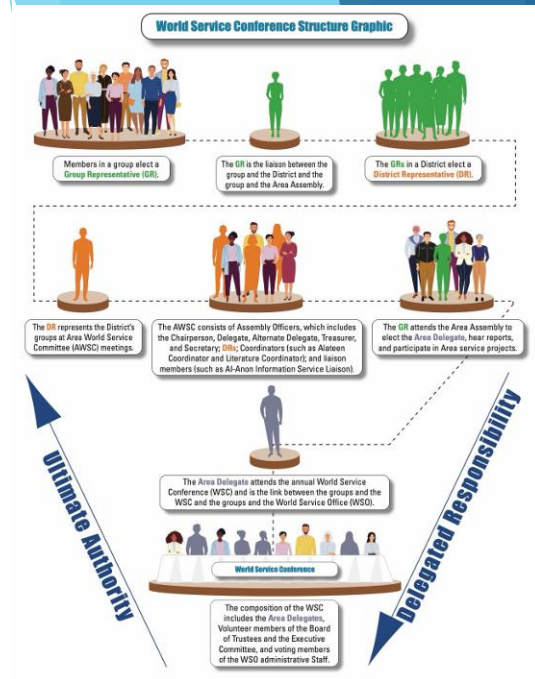 World Service Conference Structure Graphic
Members in a group elect a
Group Representative (GR).
The GR is the liaison between the
group and the District and the
group and the Area Assembly.
The GRs in a District elect a
District Representative (DR).
The DR represents the District's
groups at Area World Service
Committee (AWSC) meetings.
The AWSC consists of Assembly Officers, which includes
the Chairperson, Delegate, Alternate Delegate, Treasurer,
and Secretary; DRs; Coordinators (such as Alateen
Coordinator and Literature Coordinator); and liaison
members (such as Al-Anon Information Service Liaison).
The GR attends the Area Assembly to
elect the Area Delegate, hear reports,
and participate in Area service projects.
The Area Delegate attends the annual World Service
Conference (WSC) and is the link between the groups and the
WSC and the groups and the World Service Office (WSO).
Ultimate Authority
Delegated Responsibility
World Service Conference
The composition of the WSC
includes the Area Delegates,
Volunteer members of the Board
of Trustees and the Executive
Committee, and voting members
of the WSO administrative Staff.